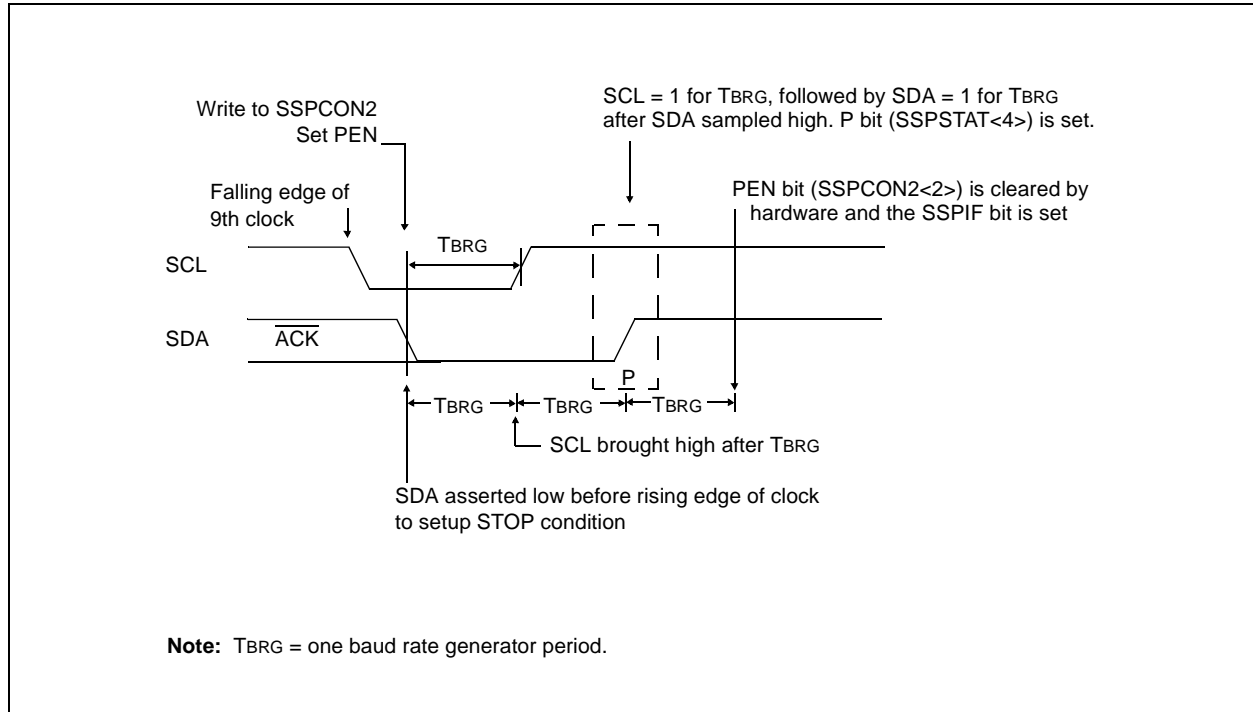 Write to SSPCON2
Set PEN
SCL = 1 for TBRG, followed by SDA = 1 for TBRG
after SDA sampled high. P bit (SSPSTAT<4>) is set.
Falling edge of
9th clock
PEN bit (SSPCON2<2>) is cleared by
hardware and the SSPIF bit is set
TBRG
SCL
SDA
ACK
P
TBRG
TBRG
TBRG
SCL brought high after TBRG
SDA asserted low before rising edge of clock
to setup STOP condition
Note: TBRG = one baud rate generator period.